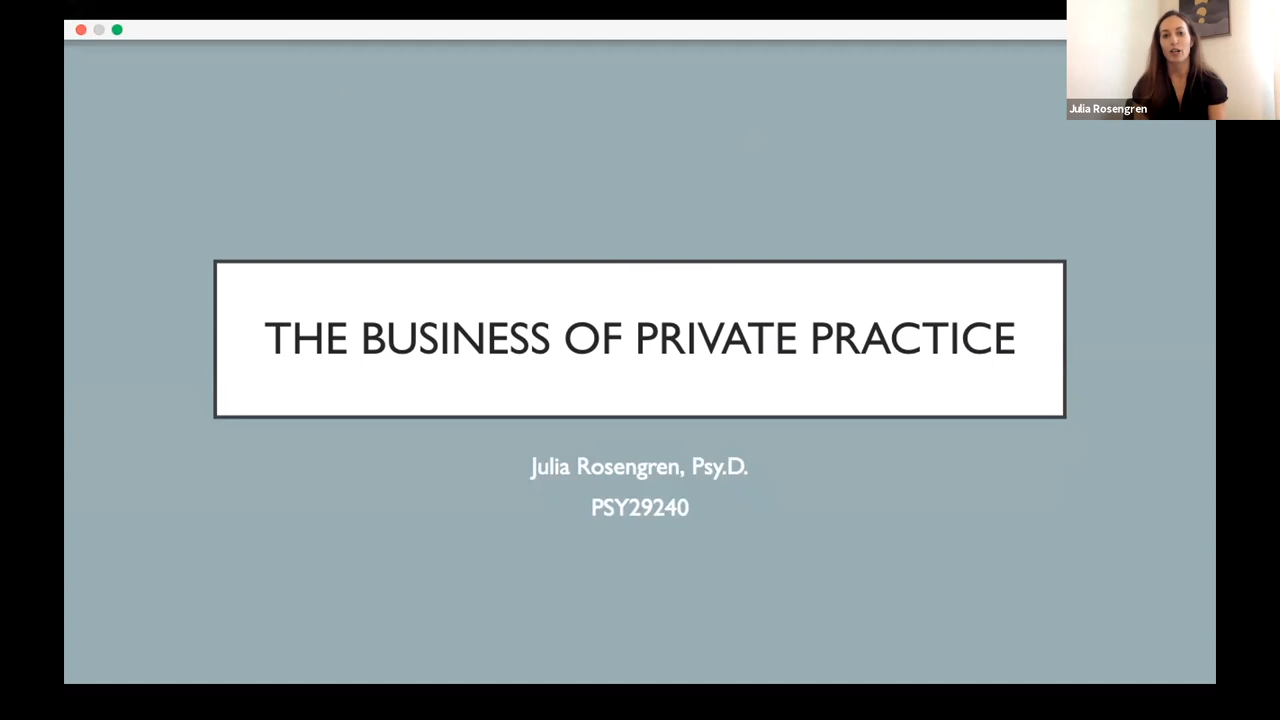 Julia Rosengren
THE BUSINESS OF PRIVATE PRACTICE
Julia Rosengren, Psy.D.
PSY29240